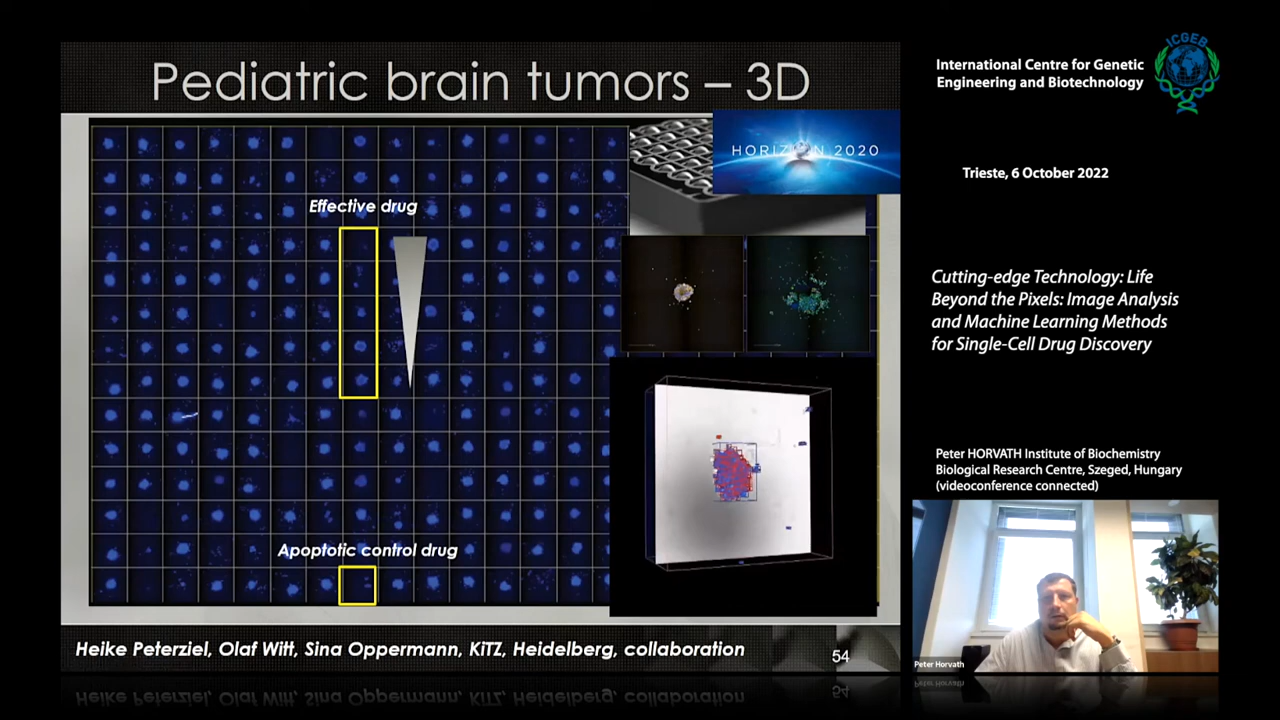 Pediatric brain tumors – 3D
HORIZON 2020
Effective drug
Apoptotic control drug
Heike Peterziel, Olaf Witt, Sina Oppermann, KiTZ, Heidelberg, collaboration
54
International Centre for Genetic
Engineering and Biotechnology
ICGEB
Trieste, 6 October 2022
Cutting-edge Technology: Life
Beyond the Pixels: Image Analysis
and Machine Learning Methods
for Single-Cell Drug Discovery
Peter HORVATH Institute of Biochemistry
Biological Research Centre, Szeged, Hungary
(videoconference connected)
Peter Horvath